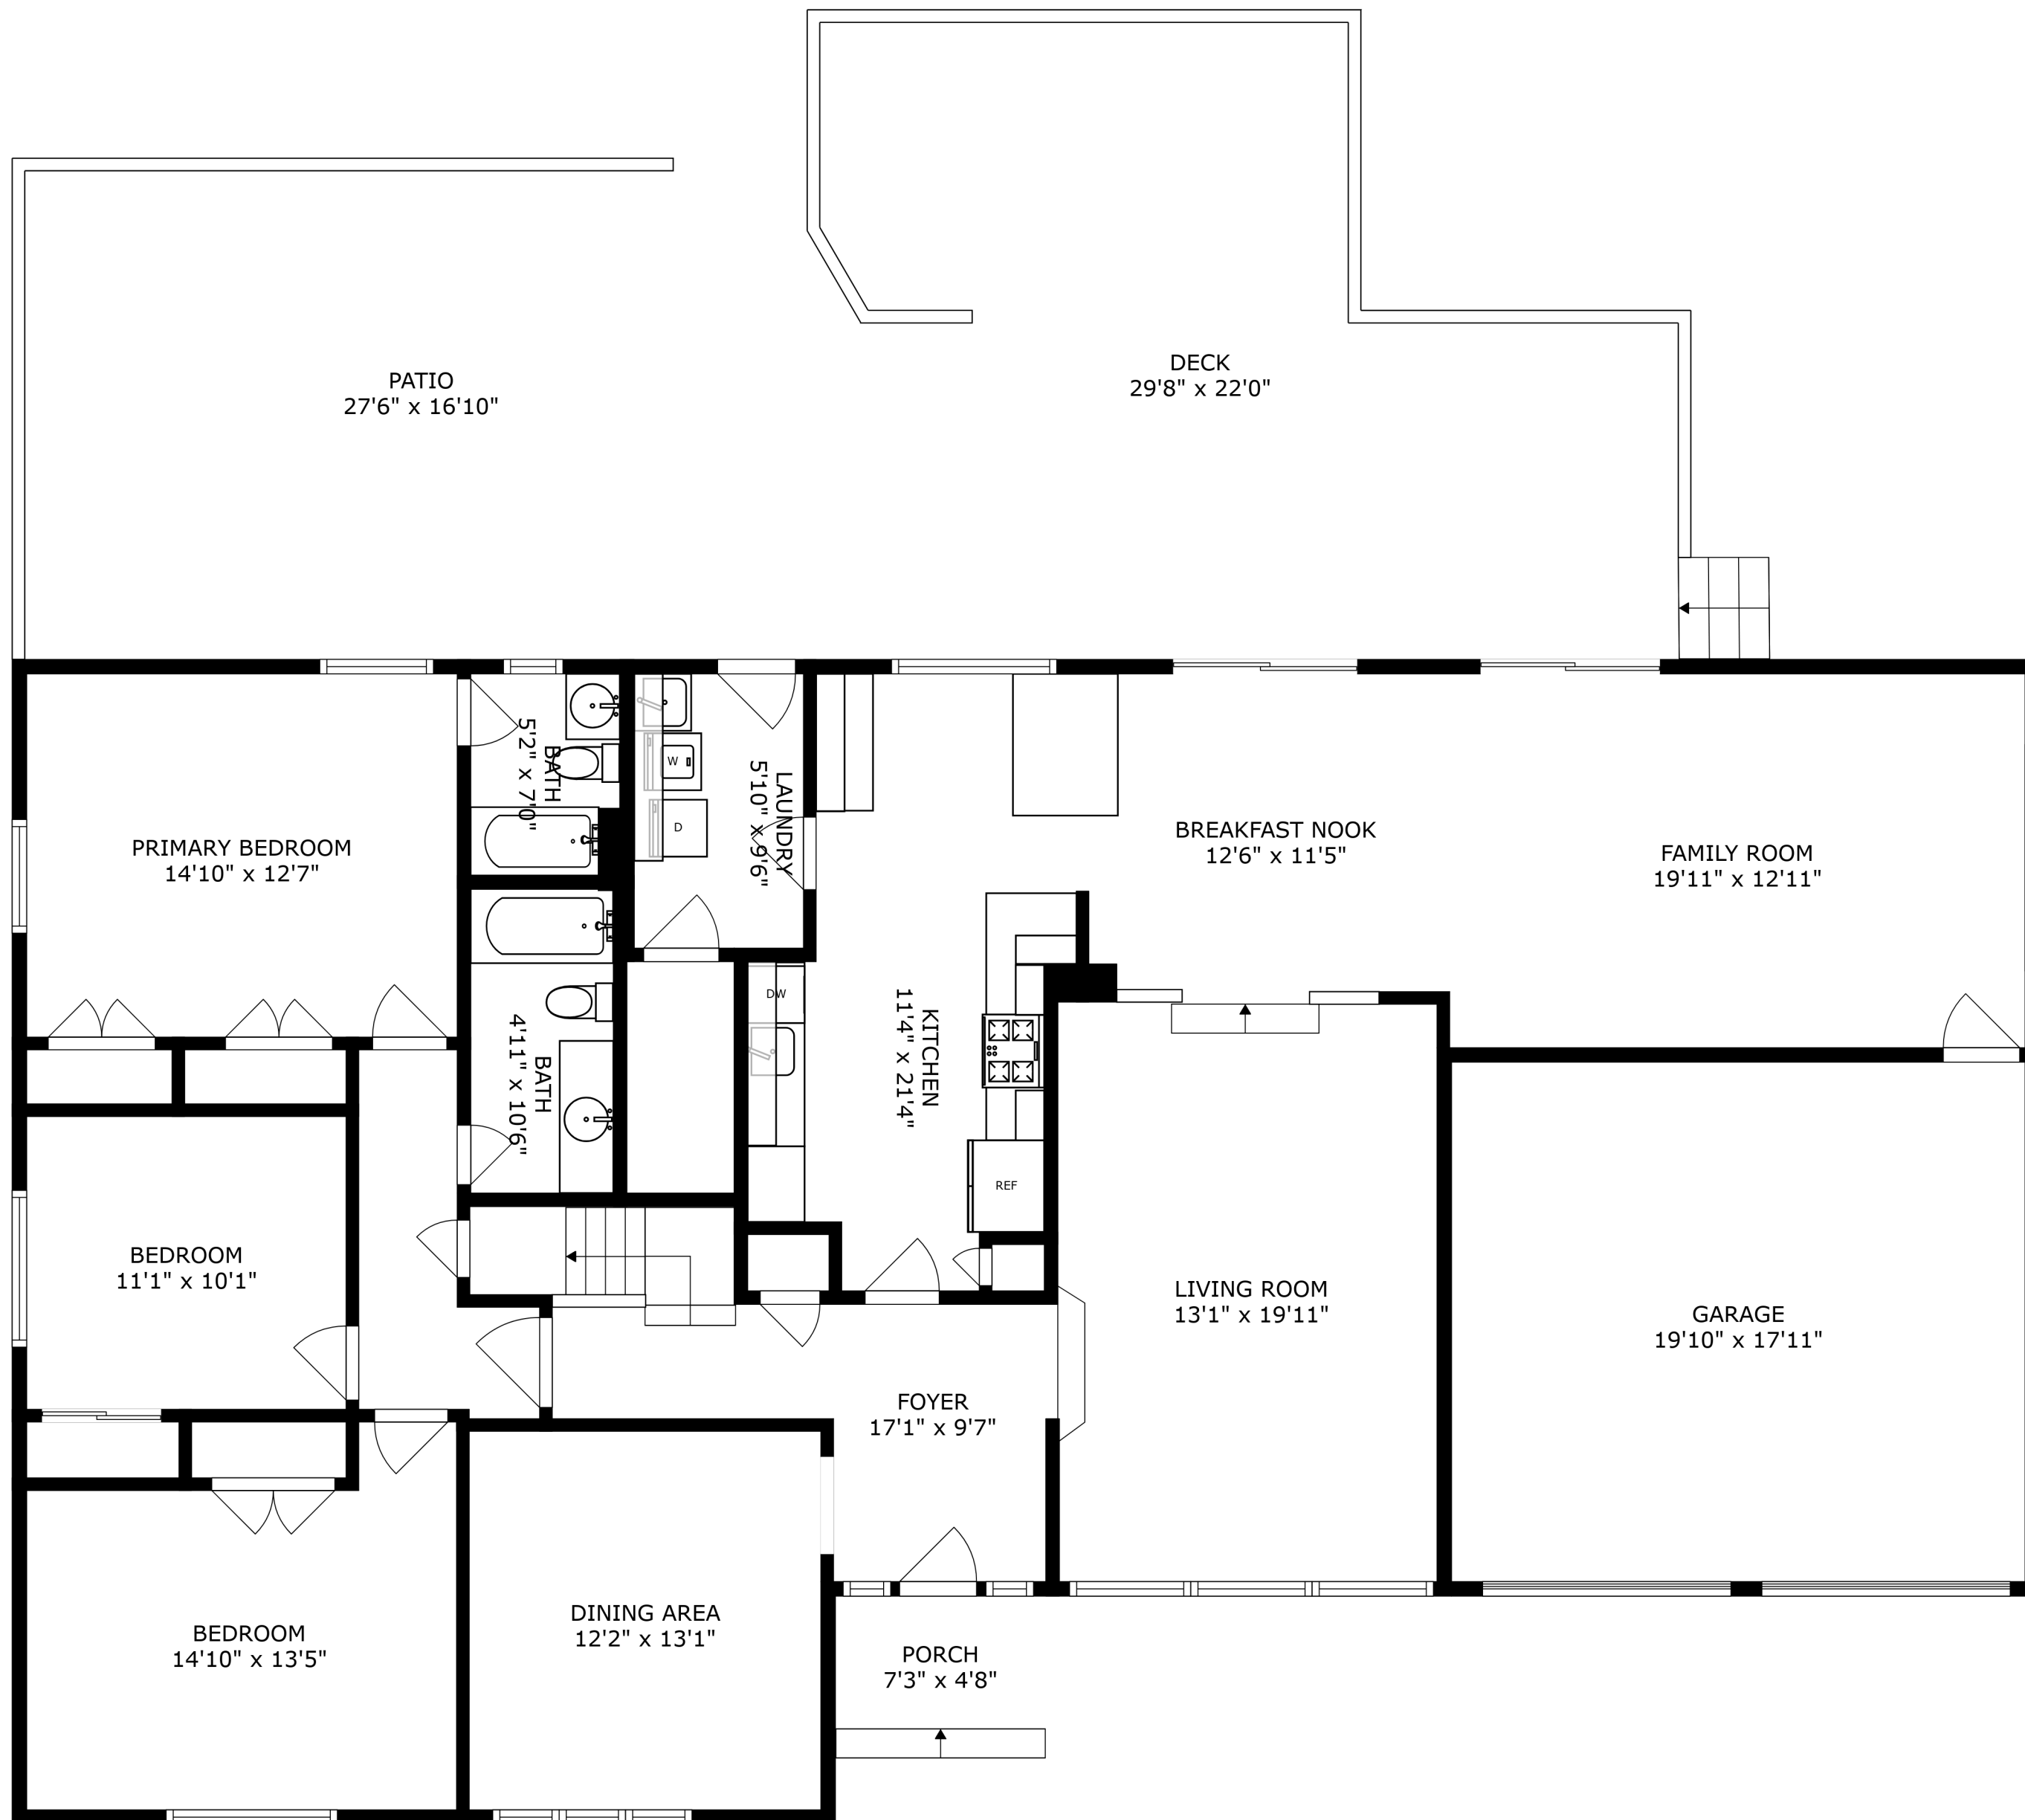 PATIO
27'6" x 16'10"
DECK
29'8" x 22'0"
PRIMARY BEDROOM
14'10" x 12'7"
BATH
5'2" x 7'0"
W
D
LAUNDRY
5'10" x 9'6"
BREAKFAST NOOK
12'6" x 11'5"
FAMILY ROOM
19'11" x 12'11"
DW
KITCHEN
11'4" x 21'4"
BATH
4'11" x 10'6"
REF
BEDROOM
11'1" x 10'1"
LIVING ROOM
13'1" x 19'11"
GARAGE
19'10" x 17'11"
FOYER
17'1" x 9'7"
BEDROOM
14'10" x 13'5"
DINING AREA
12'2" x 13'1"
PORCH
7'3" x 4'8"